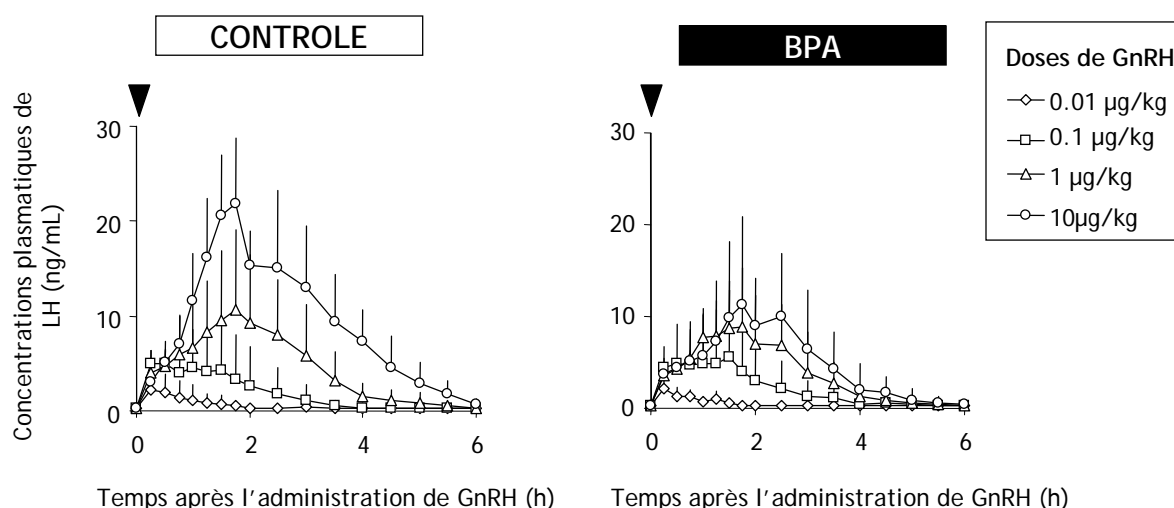 CONTROLE
BPA
Doses de GnRH
0.01 µg/kg
0.1 µg/kg
1 µg/kg
10µg/kg
Concentrations plasmatiques de
LH (ng/mL)
30
20
10
0
0
2
4
6
Temps après l'administration de GnRH (h)
30
20
10
0
0
2
4
6
Temps après l'administration de GnRH (h)